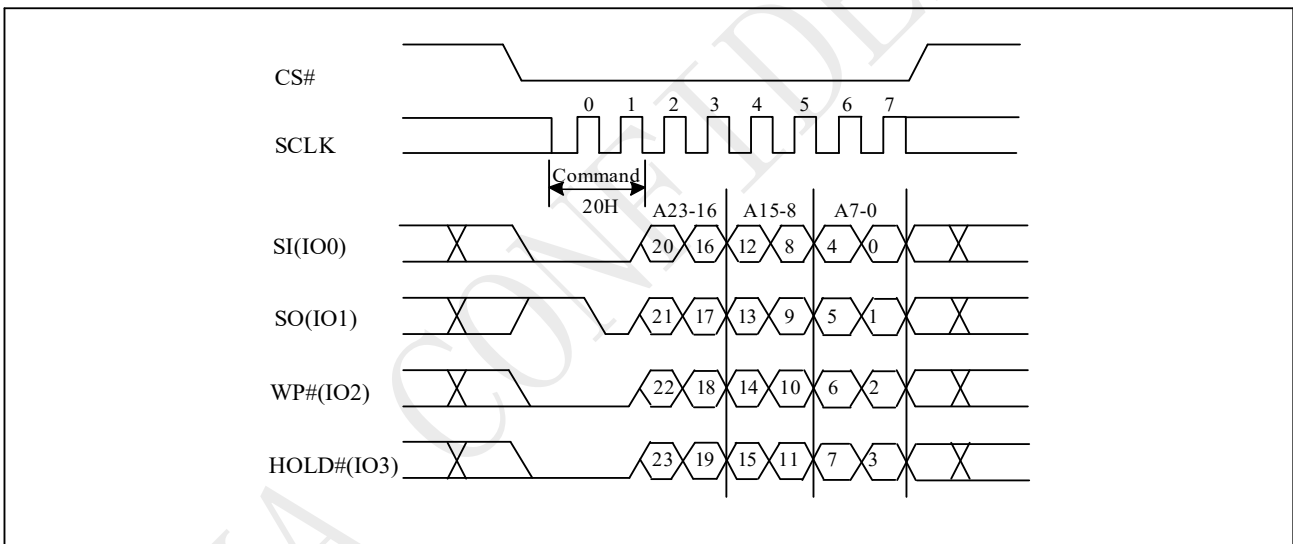 CS#
0 1 2 3 4 5 6 7
SCLK
Command
20H
A23-16 A15-8 A7-0
SI(IO0) 20 16 12 8 4 0
SO(IO1) 21 17 13 9 5 1
WP#(IO2) 22 18 14 10 6 2
HOLD#(IO3) 23 19 15 11 7 3